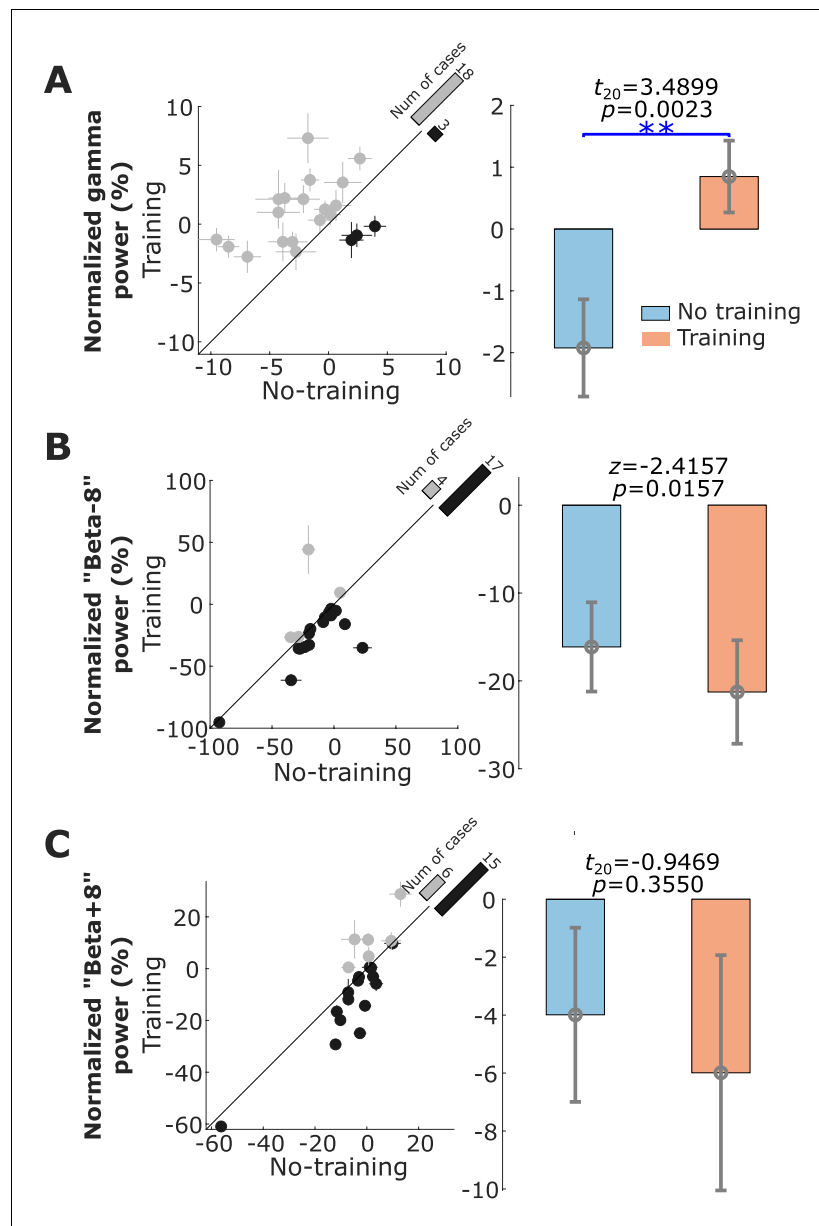 A
Num of cases
18
3
Normalized gamma
power (%)
Training
10
5
0
-5
-10
-10 -5 0 5 10
No-training
t20=3.4899
p=0.0023
**
2
1
0
-1
-2
No training
Training
B
Num of cases
4
17
Normalized "Beta-8"
power (%)
Training
100
50
0
-50
-100
-100 -50 0 50 100
No-training
z=-2.4157
p=0.0157
0
-10
-20
-30
C
Num of cases
6
15
Normalized "Beta+8"
power (%)
Training
20
0
-20
-40
-60
-60 -40 -20 0 20
No-training
t20=-0.9469
p=0.3550
0
-2
-4
-6
-8
-10